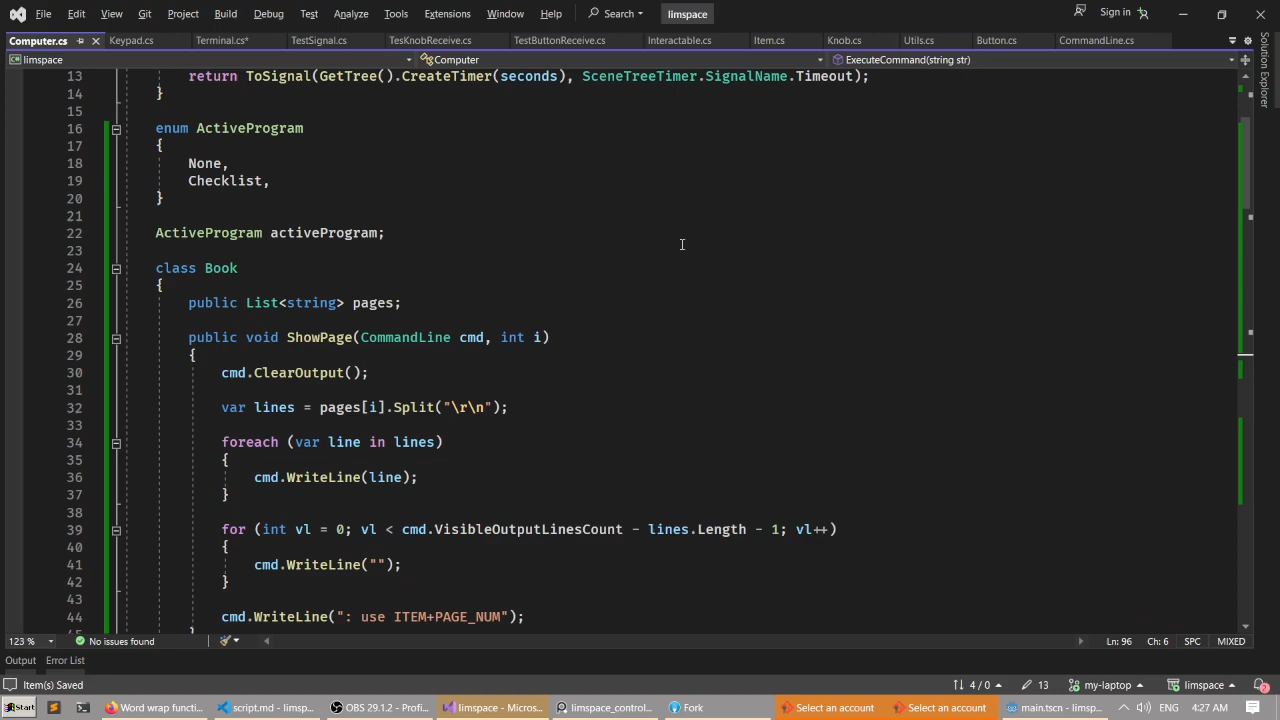 File Edit View Git Project Build Debug Test Analyze Tools Extensions Window Help Search limspace Sign in
Computer.cs Keypad.cs Terminal.cs* TestSignal.cs TesKnobReceive.cs TestButtonReceive.cs Interactable.cs Item.cs Knob.cs Utils.cs Button.cs CommandLine.cs
limspace Computer ExecuteCommand(string str)
Solution Explorer
13 return ToSignal(GetTree().CreateTimer(seconds), SceneTreeTimer.SignalName.Timeout);
14 }
15
16 enum ActiveProgram
17 {
18 None,
19 Checklist,
20 }
21
22 ActiveProgram activeProgram;
23
24 class Book
25 {
26 public List<string> pages;
27
28 public void ShowPage(CommandLine cmd, int i)
29 {
30 cmd.ClearOutput();
31
32 var lines = pages[i].Split("\r\n");
33
34 foreach (var line in lines)
35 {
36 cmd.WriteLine(line);
37 }
38
39 for (int vl = 0; vl < cmd.VisibleOutputLinesCount - lines.Length - 1; vl++)
40 {
41 cmd.WriteLine("");
42 }
43
44 cmd.WriteLine(": use ITEM+PAGE_NUM");
123 % No issues found Ln: 96 Ch: 6 SPC MIXED
Output Error List
Item(s) Saved 4 / 0 13 my-laptop limspace 2
Start Word wrap functi... script.md - limsp... OBS 29.1.2 - Profi... limspace - Micros... limspace_control... Fork Select an account Select an account main.tscn - limsp... ENG 4:27 AM